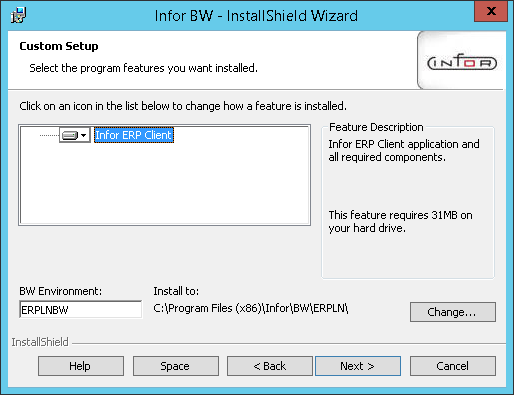 Infor BW - InstallShield Wizard
x
Custom Setup
Select the program features you want installed.
infor
Click on an icon in the list below to change how a feature is installed.
Infor ERP Client
Feature Description
Infor ERP Client application and
all required components.
This feature requires 31MB on
your hard drive.
BW Environment:
ERPLNBW
Install to:
C:\Program Files (x86)\Infor\BW\ERPLN\
Change...
InstallShield
Help
Space
< Back
Next >
Cancel